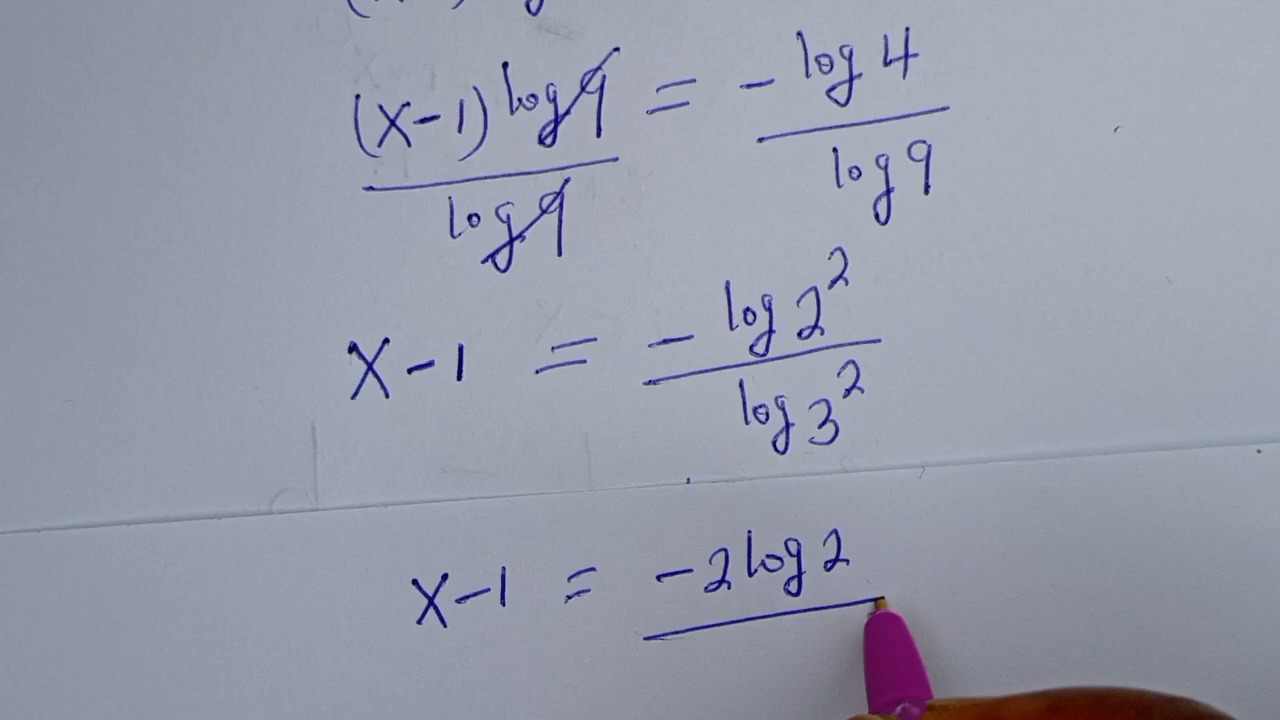 (x-1) log 9 = - log 4
log 9 log 9
x-1 = - log 2²
log 3²
x-1 = -2 log 2